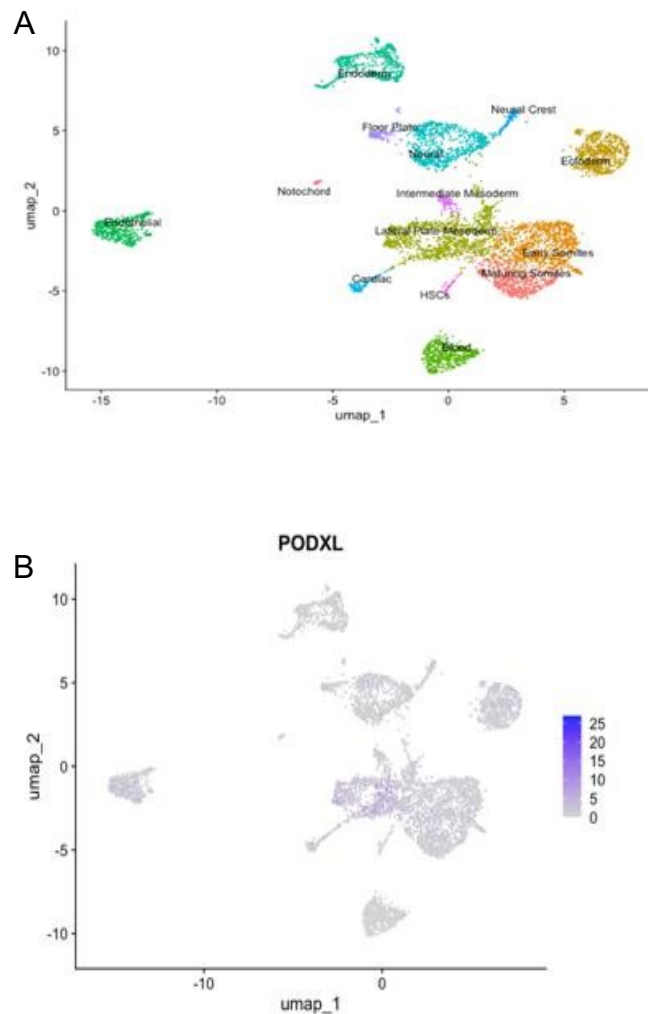 A
10
5
0
-5
-10
umap_2
Endoderm
Neural Crest
Floor Plate
Neural
Ectoderm
Notochord
Intermediate Mesoderm
Endothelial
Lateral Plate Mesoderm
Early Somites
Maturing Somites
Cardiac
HSCs
Blood
-15
-10
-5
0
5
umap_1
PODXL
B
10
5
0
-5
-10
umap_2
25
20
15
10
5
0
-10
0
umap_1